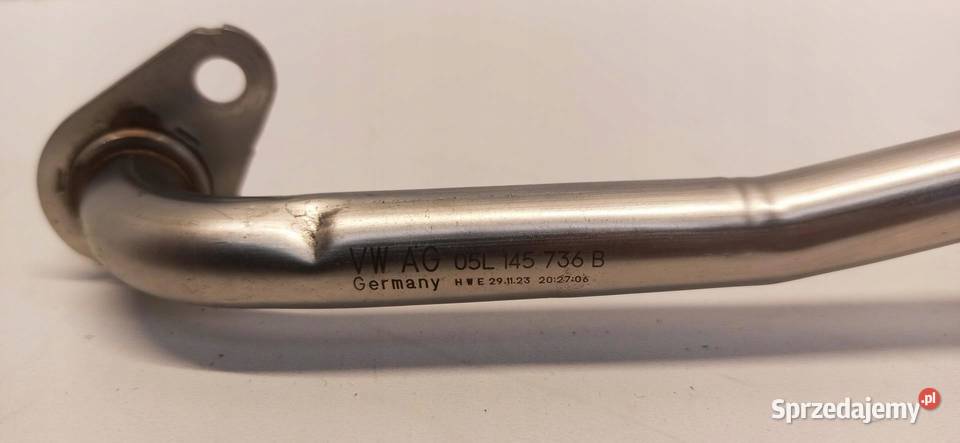 VW AG 05L 145 736 B
Germany HWE 29.11.23 20:27:06
Sprzedajemy.pl